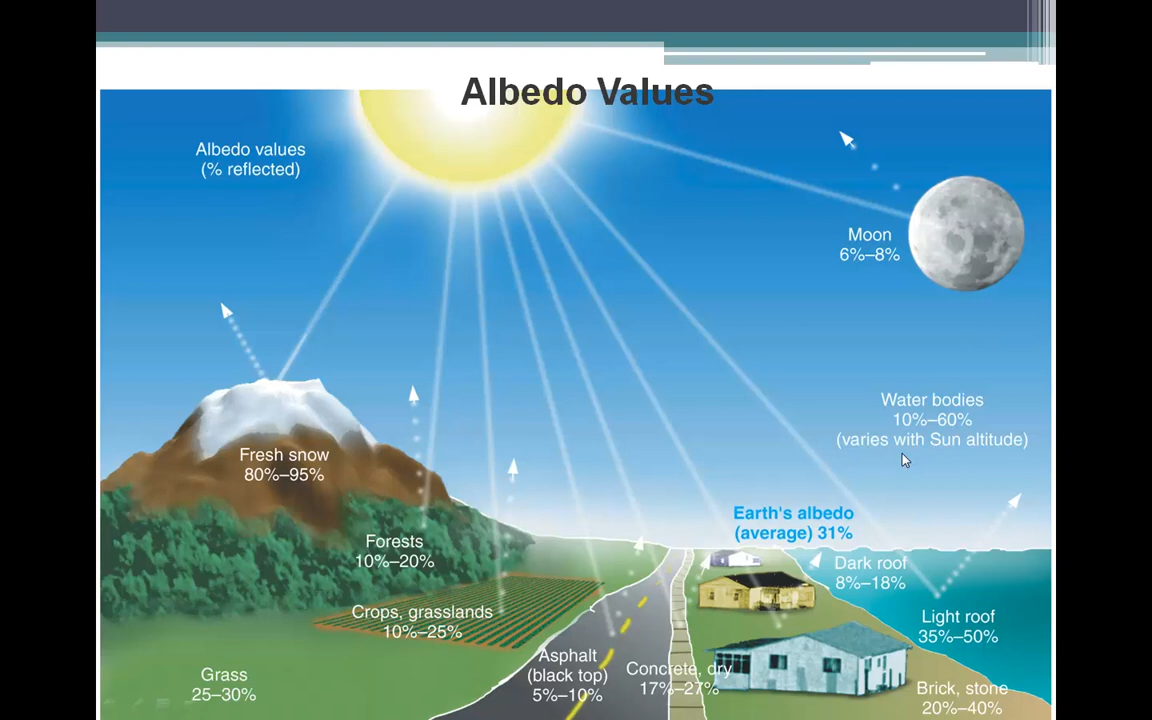 Albedo Values
Albedo values
(% reflected)
Moon
6%–8%
Water bodies
10%–60%
(varies with Sun altitude)
Fresh snow
80%–95%
Earth's albedo
(average) 31%
Forests
10%–20%
Dark roof
8%–18%
Crops, grasslands
10%–25%
Light roof
35%–50%
Asphalt
(black top)
5%–10%
Concrete, dry
17%–27%
Grass
25–30%
Brick, stone
20%–40%